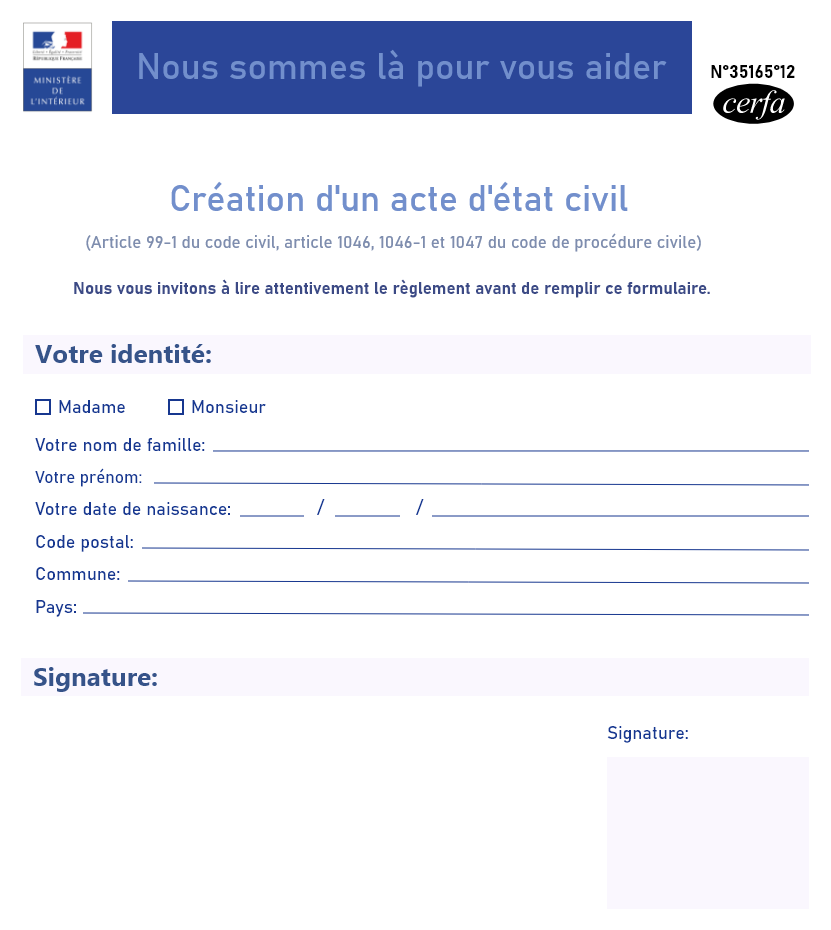 Liberté • Égalité • Fraternité
RÉPUBLIQUE FRANÇAISE
MINISTÈRE
DE
L'INTÉRIEUR
Nous sommes là pour vous aider
N°35165*12
cerfa
Création d'un acte d'état civil
(Article 99-1 du code civil, article 1046, 1046-1 et 1047 du code de procédure civile)
Nous vous invitons à lire attentivement le règlement avant de remplir ce formulaire.
Votre identité:
Madame Monsieur
Votre nom de famille:
Votre prénom:
Votre date de naissance: / /
Code postal:
Commune:
Pays:
Signature:
Signature: